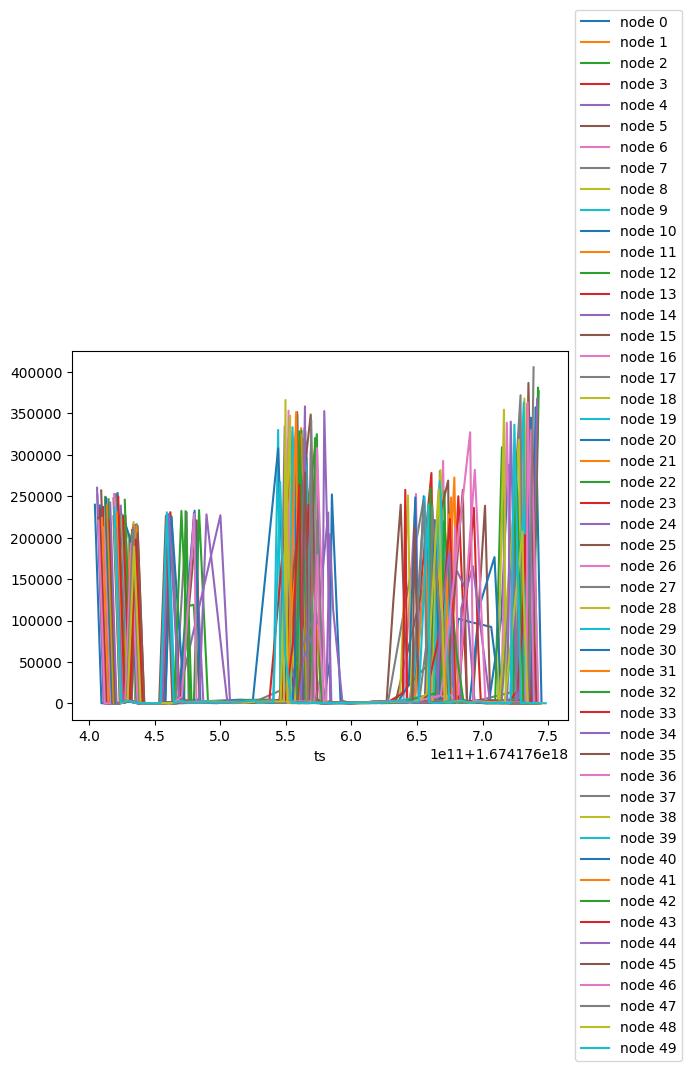 node 0
node 1
node 2
node 3
node 4
node 5
node 6
node 7
node 8
node 9
node 10
node 11
node 12
node 13
node 14
node 15
node 16
node 17
node 18
node 19
node 20
node 21
node 22
node 23
node 24
node 25
node 26
node 27
node 28
node 29
node 30
node 31
node 32
node 33
node 34
node 35
node 36
node 37
node 38
node 39
node 40
node 41
node 42
node 43
node 44
node 45
node 46
node 47
node 48
node 49
400000
350000
300000
250000
200000
150000
100000
50000
0
4.0 4.5 5.0 5.5 6.0 6.5 7.0 7.5
1e11+1.674176e18
ts